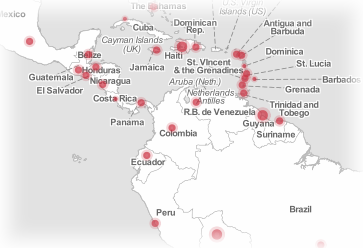 The Bahamas
Islands (US)
Mexico
Cuba
Dominican
Rep.
Antigua and
Barbuda
Cayman Islands
(UK)
Haiti
Belize
Jamaica
St. Vincent
& the Grenadines
Dominica
St. Lucia
Honduras
Guatemala
Aruba (Neth.)
Barbados
Nicaragua
El Salvador
Netherlands
Antilles
Grenada
Costa Rica
Trinidad and
Tobego
R.B. de Venezuela
Panama
Guyana
Suriname
Colombia
Ecuador
Peru
Brazil